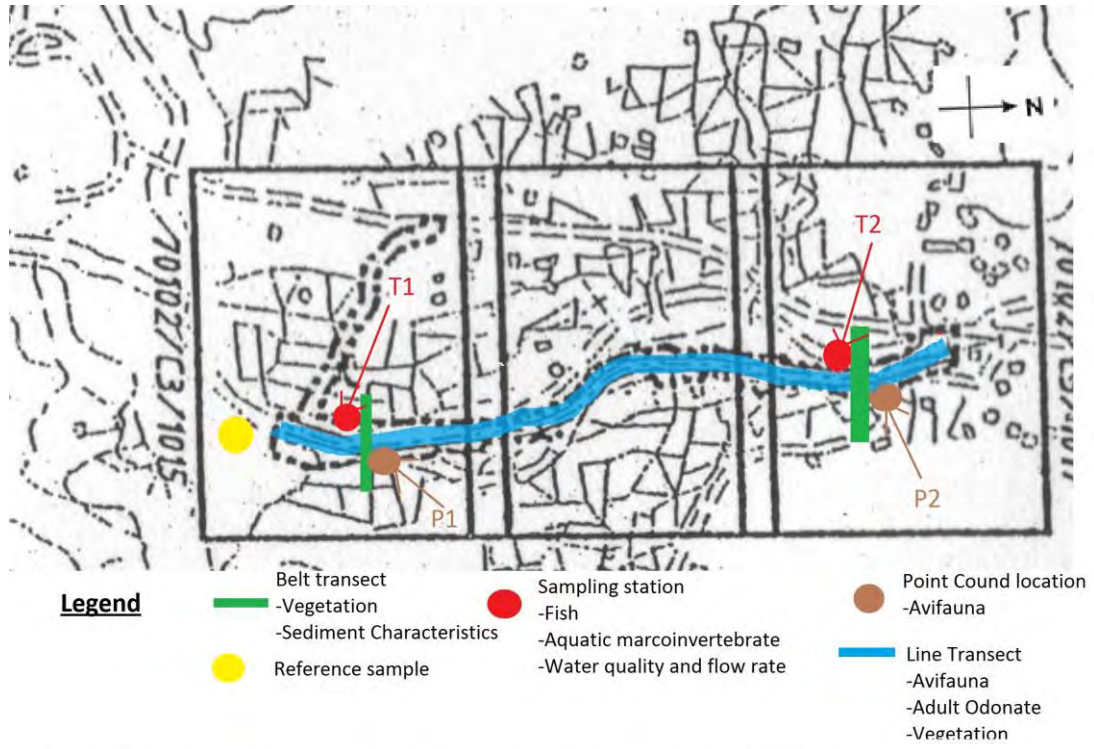 N
T2
T1
P1
P2
Legend
Belt transect
-Vegetation
-Sediment Characteristics
Reference sample
Sampling station
-Fish
-Aquatic marcoinvertebrate
-Water quality and flow rate
Point Cound location
-Avifauna
Line Transect
-Avifauna
-Adult Odonate
-Vegetation